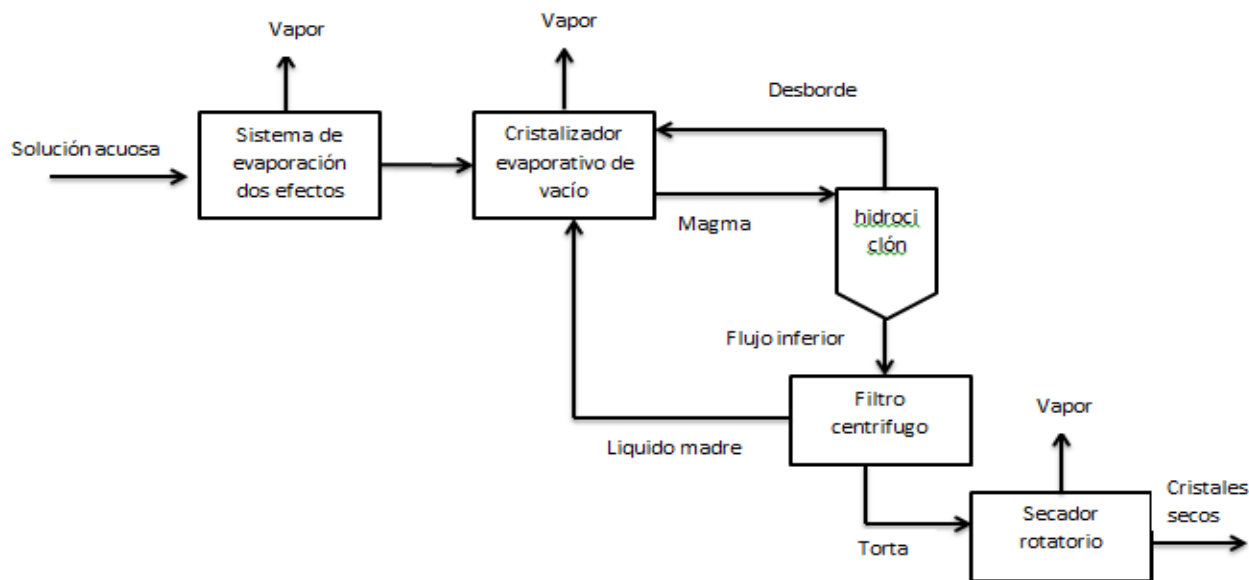 Vapor
Vapor
Desborde
Solución acuosa
Sistema de
evaporación
dos efectos
Cristalizador
evaporativo de
vacío
Magma
hidroci
clón
Flujo inferior
Filtro
centrifugo
Liquido madre
Vapor
Torta
Secador
rotatorio
Cristales
secos